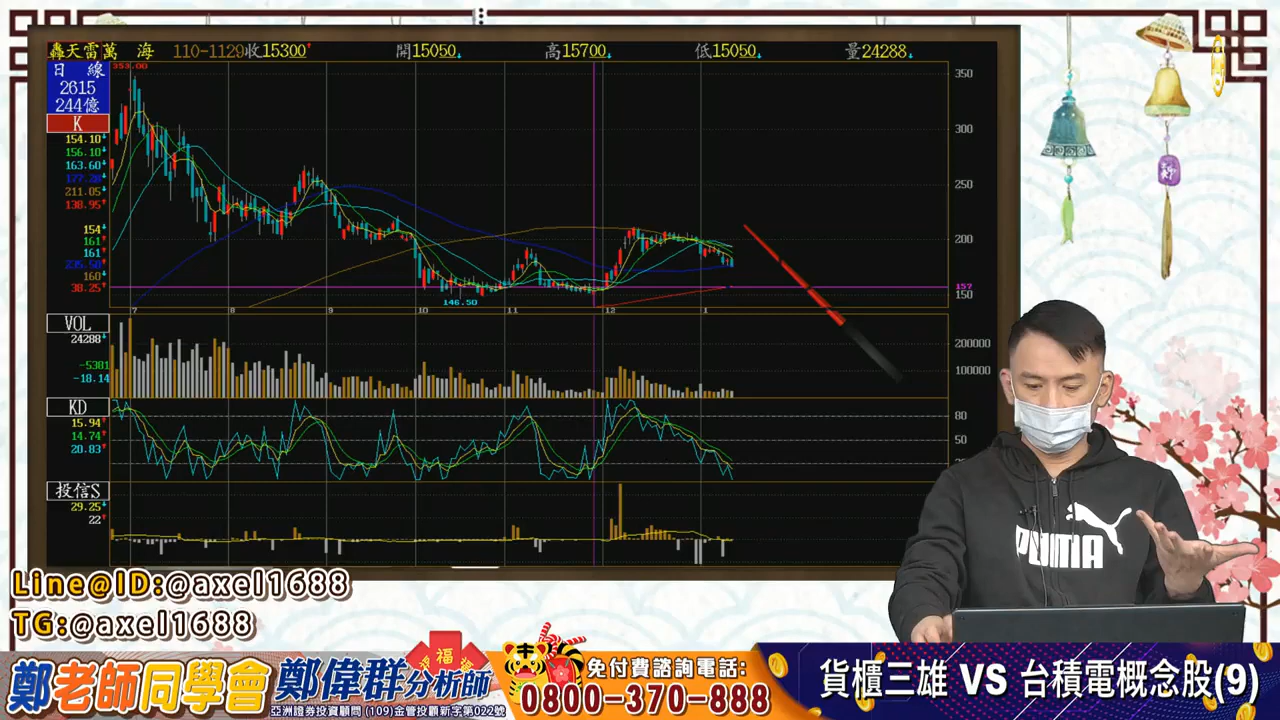 轟天雷萬 海 110-1129收15300 開15050 高15700 低15050 量24288
日 線
2615
244億
K
154.10
156.10
163.60
177.20
211.05
138.95
154
161
161
235.50
160
38.25
353.00
350
300
250
200
157
150
146.50
7 8 9 10 11 12 1
VOL
24288
-5381
-18.14
200000
100000
KD
15.94
14.74
20.83
80
50
投信S
29.25
22
PUMA
Line@ID:@axel1688
TG:@axel1688
鄭老師同學會
鄭偉群分析師
亞洲證券投資顧問 (109)金管投顧新字第022號
福
免付費諮詢電話:
0800-370-888
貨櫃三雄 VS 台積電概念股(9)